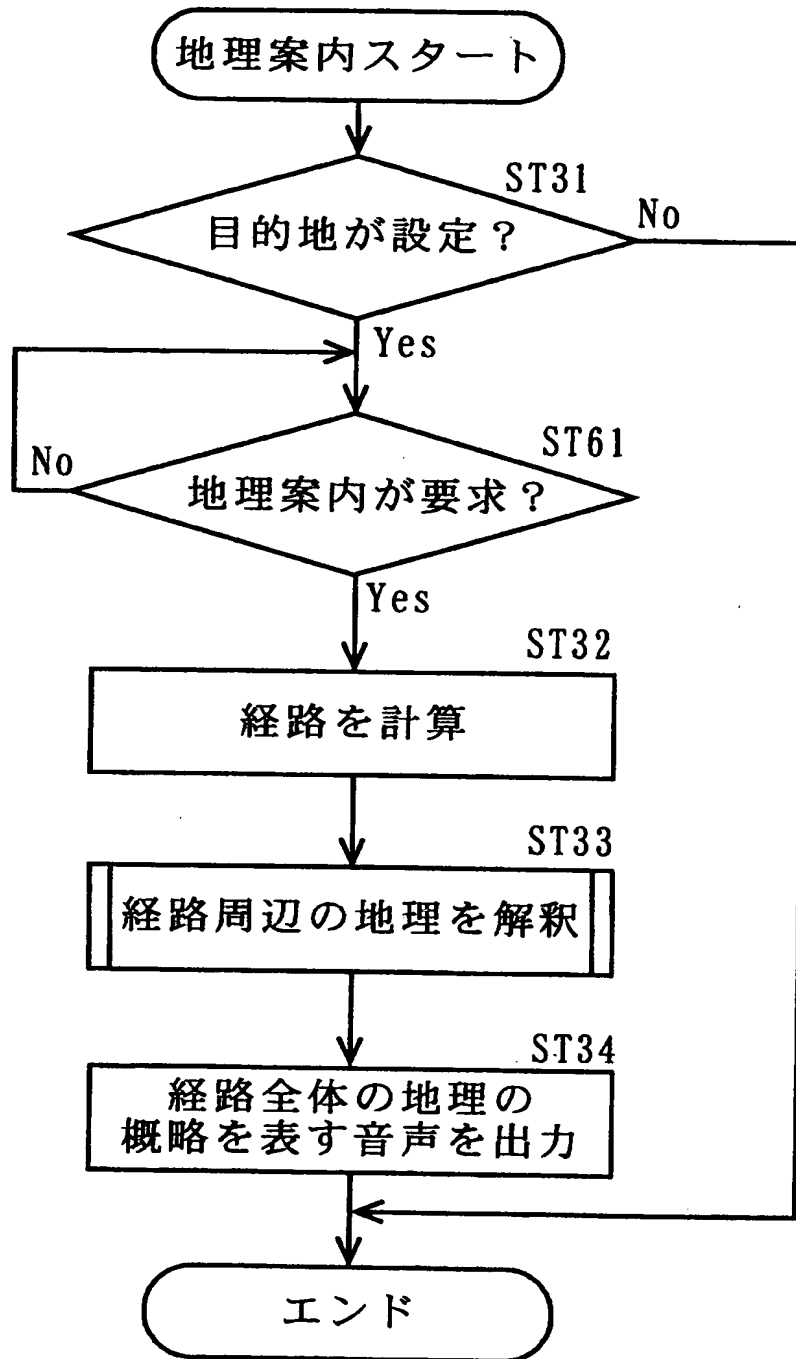 地理案内スタート
ST31
目的地が設定？
No
Yes
ST61
No
地理案内が要求？
Yes
ST32
経路を計算
ST33
経路周辺の地理を解釈
ST34
経路全体の地理の
概略を表す音声を出力
エンド